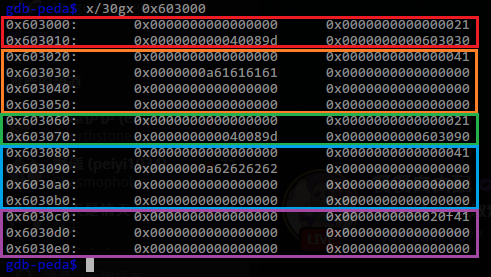 gdb-peda$ x/30gx 0x603000
0x603000: 0x0000000000000000 0x0000000000000021
0x603010: 0x000000000040089d 0x0000000000603030
0x603020: 0x0000000000000000 0x0000000000000041
0x603030: 0x0000000a61616161 0x0000000000000000
0x603040: 0x0000000000000000 0x0000000000000000
0x603050: 0x0000000000000000 0x0000000000000000
0x603060: 0x0000000000000000 0x0000000000000021
0x603070: 0x000000000040089d 0x0000000000603090
0x603080: 0x0000000000000000 0x0000000000000041
0x603090: 0x0000000a62626262 0x0000000000000000
0x6030a0: 0x0000000000000000 0x0000000000000000
0x6030b0: 0x0000000000000000 0x0000000000000000
0x6030c0: 0x0000000000000000 0x0000000000020f41
0x6030d0: 0x0000000000000000 0x0000000000000000
0x6030e0: 0x0000000000000000 0x0000000000000000
gdb-peda$